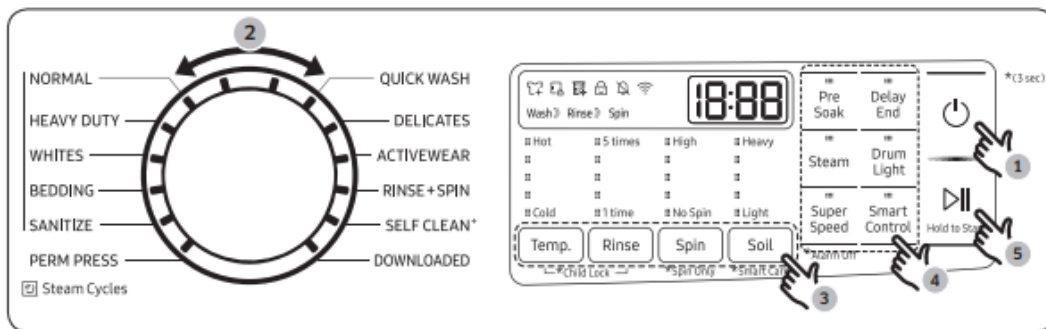 2
NORMAL
HEAVY DUTY
WHITES
BEDDING
SANITIZE
PERM PRESS
Steam Cycles
QUICK WASH
DELICATES
ACTIVEWEAR
RINSE+SPIN
SELF CLEAN+
DOWNLOADED
Wash Rinse Spin
18:88
Hot 5 times High Heavy
Cold 1 time No Spin Light
Temp. Rinse Spin Soil
*Child Lock *Spin Only *Smart Care
3
Pre Soak
Delay End
Steam
Drum Light
Super Speed
Smart Control
*Alarm Off
4
*(3 sec)
1
Hold to Start
5